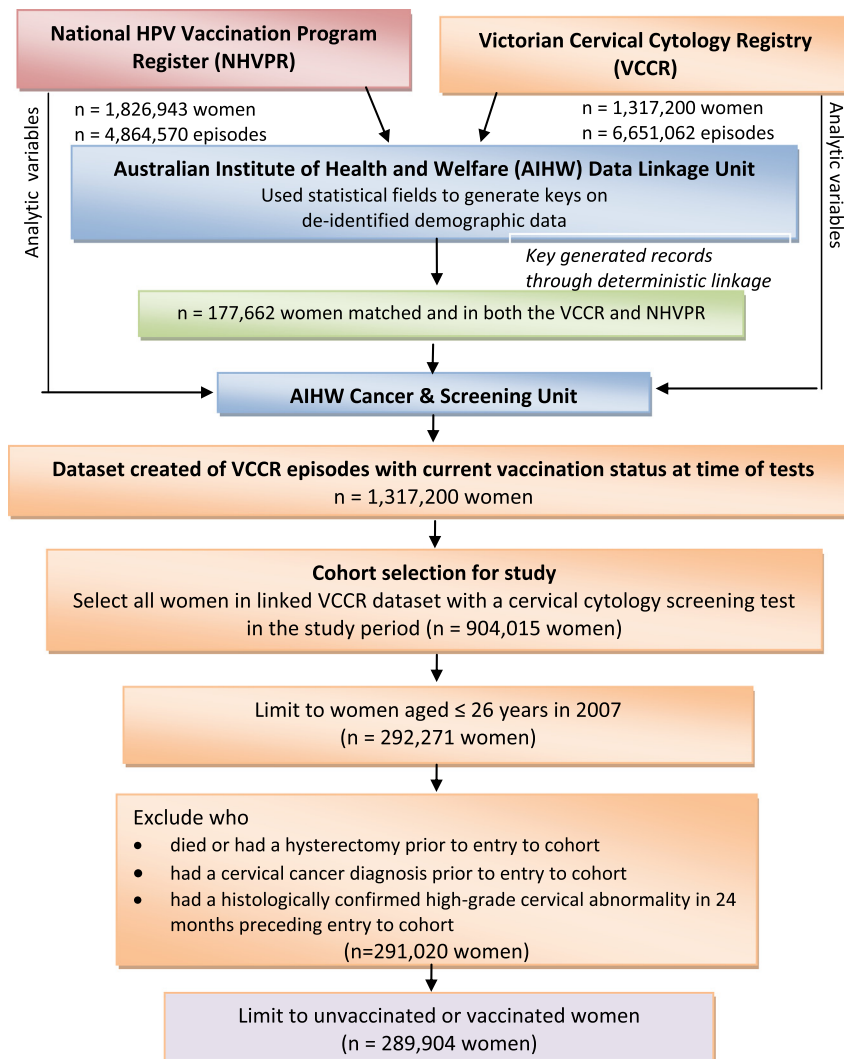 National HPV Vaccination Program
Register (NHVPR)
Victorian Cervical Cytology Registry
(VCCR)
n = 1,826,943 women
n = 4,864,570 episodes
n = 1,317,200 women
n = 6,651,062 episodes
Analytic variables
Analytic variables
Australian Institute of Health and Welfare (AIHW) Data Linkage Unit
Used statistical fields to generate keys on
de-identified demographic data
Key generated records
through deterministic linkage
n = 177,662 women matched and in both the VCCR and NHVPR
AIHW Cancer & Screening Unit
Dataset created of VCCR episodes with current vaccination status at time of tests
n = 1,317,200 women
Cohort selection for study
Select all women in linked VCCR dataset with a cervical cytology screening test
in the study period (n = 904,015 women)
Limit to women aged ≤ 26 years in 2007
(n = 292,271 women)
Exclude who
• died or had a hysterectomy prior to entry to cohort
• had a cervical cancer diagnosis prior to entry to cohort
• had a histologically confirmed high-grade cervical abnormality in 24
months preceding entry to cohort
(n=291,020 women)
Limit to unvaccinated or vaccinated women
(n = 289,904 women)